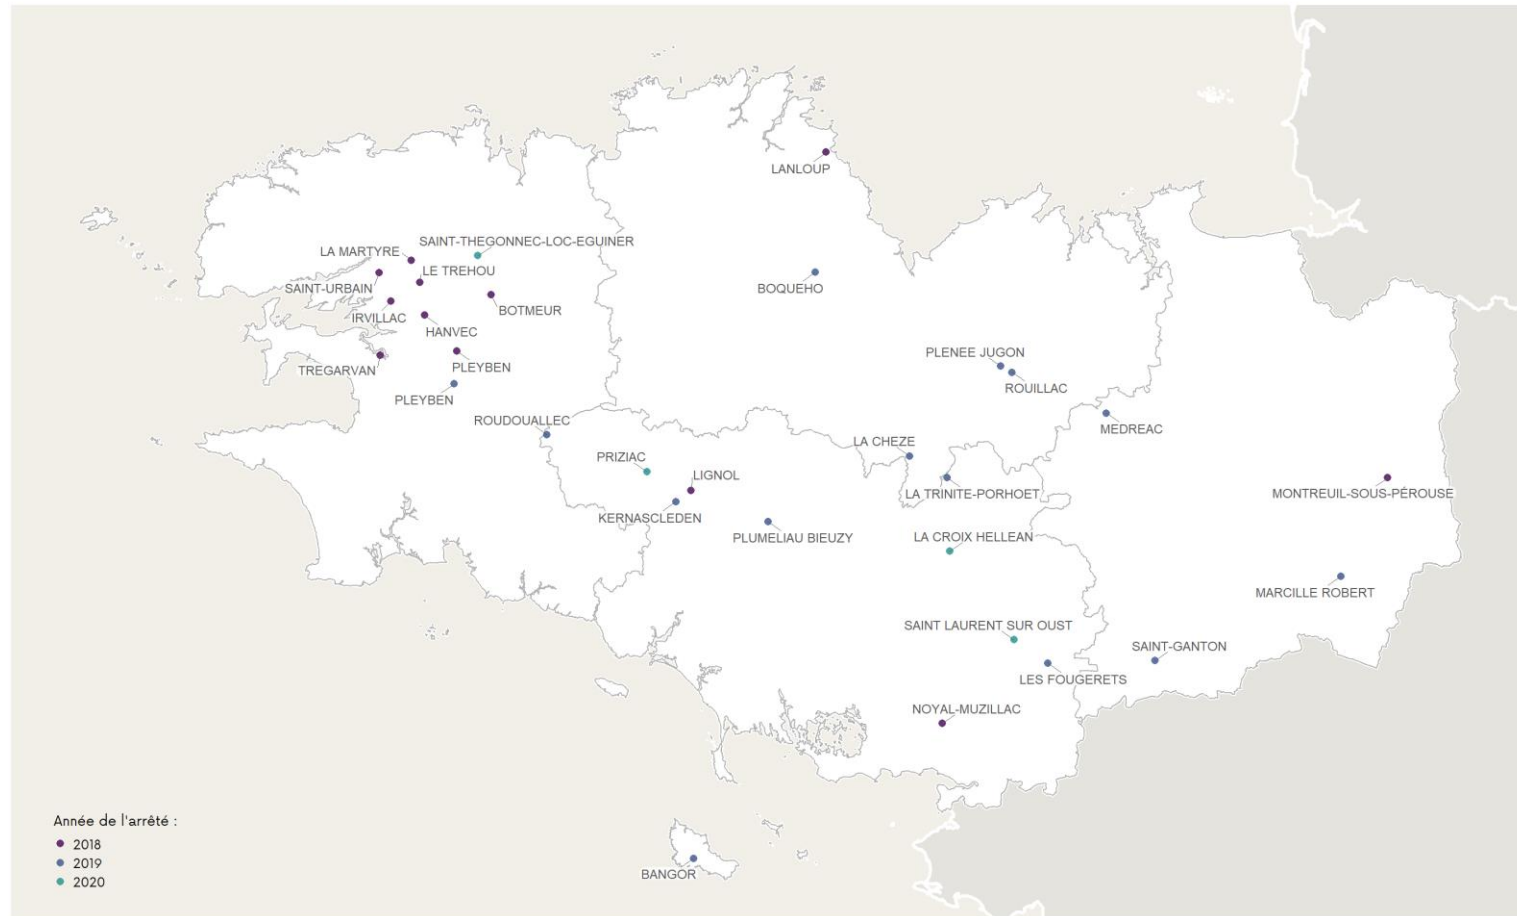 LANLOUP
SAINT-THEGONNEC-LOC-EGUINER
LA MARTYRE
LE TREHOU
SAINT-URBAIN
BOQUEHO
BOTMEUR
IRVILLAC
HANVEC
PLENEE JUGON
PLEYBEN
TREGARVAN
ROUILLAC
PLEYBEN
ROUDOUALLEC
MEDREAC
LA CHEZE
PRIZIAC
LIGNOL
LA TRINITE-PORHOET
MONTREUIL-SOUS-PÉROUSE
KERNASCLEDEN
PLUMELIAU BIEUZY
LA CROIX HELLEAN
MARCILLE ROBERT
SAINT LAURENT SUR OUST
SAINT-GANTON
LES FOUGERETS
NOYAL-MUZILLAC
BANGOR
Année de l'arrêté :
2018
2019
2020